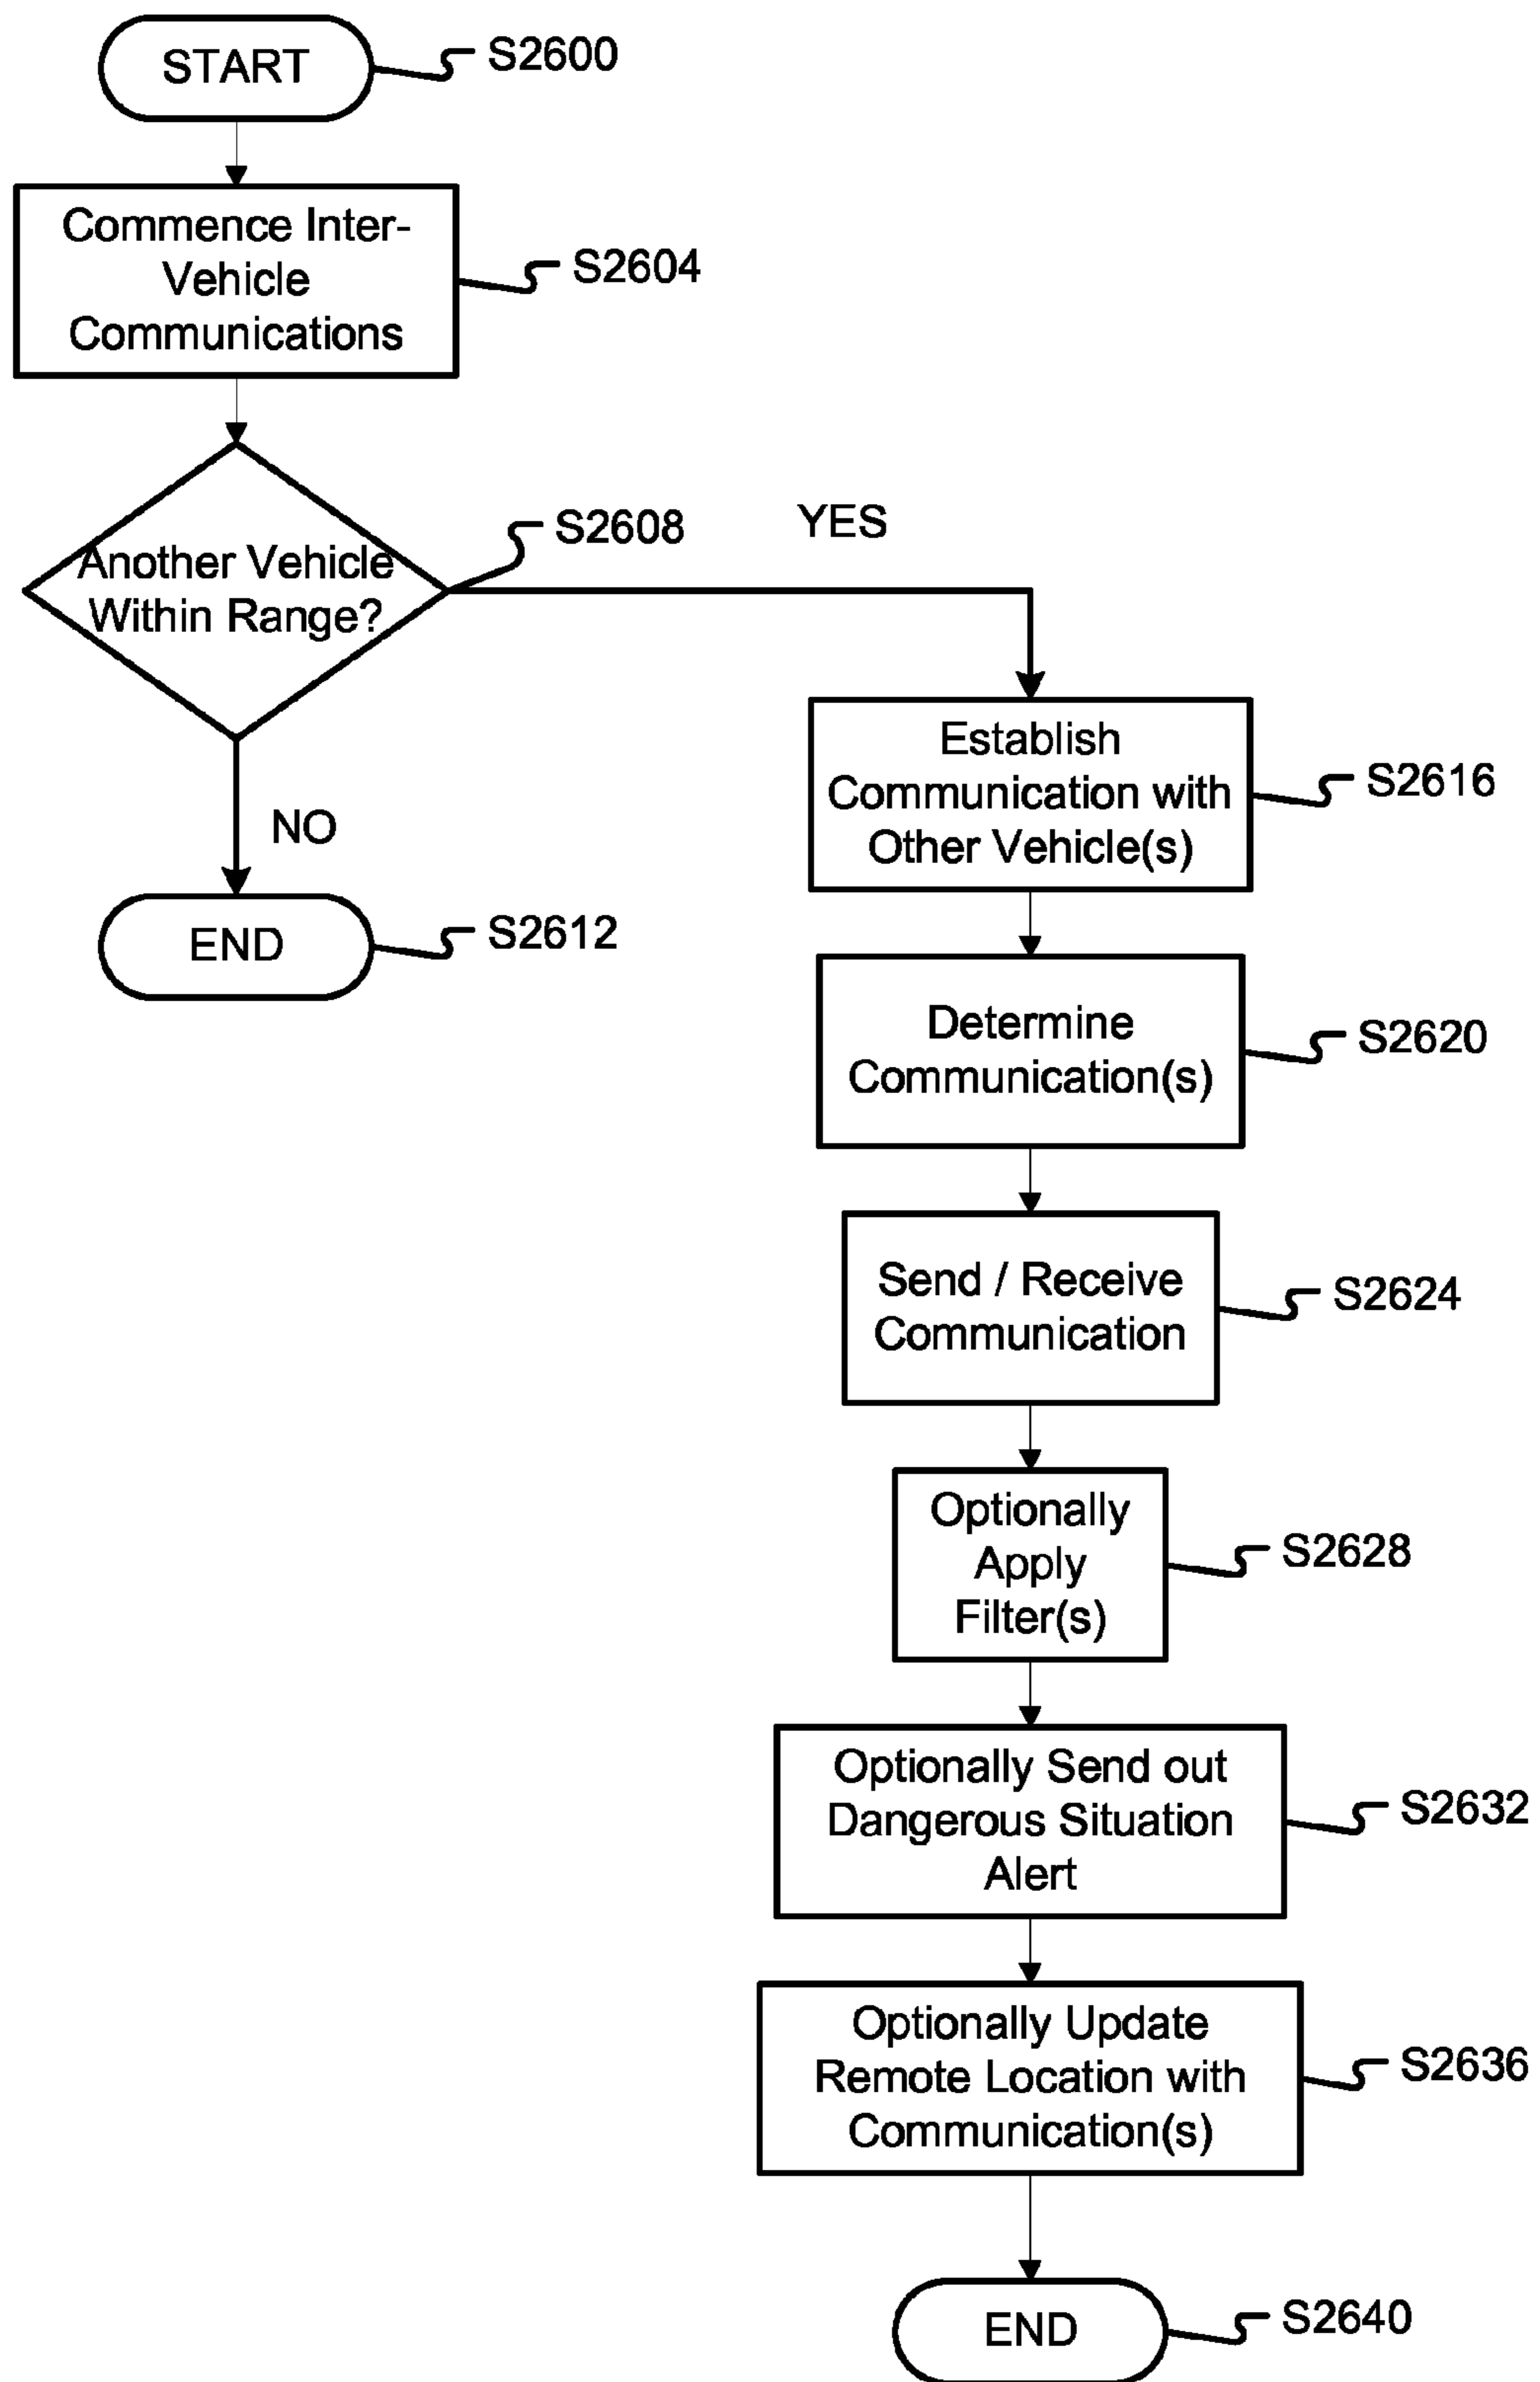 START
S2600
Commence Inter-
Vehicle
Communications
S2604
Another Vehicle
Within Range?
S2608
YES
NO
END
S2612
Establish
Communication with
Other Vehicle(s)
S2616
Determine
Communication(s)
S2620
Send / Receive
Communication
S2624
Optionally
Apply
Filter(s)
S2628
Optionally Send out
Dangerous Situation
Alert
S2632
Optionally Update
Remote Location with
Communication(s)
S2636
END
S2640